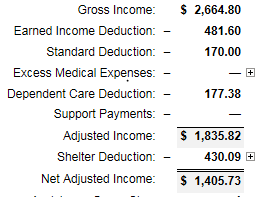 Gross Income: $ 2,664.80
Earned Income Deduction: – 481.60
Standard Deduction: – 170.00
Excess Medical Expenses: – —
Dependent Care Deduction: – 177.38
Support Payments: – —
Adjusted Income: $ 1,835.82
Shelter Deduction: – 430.09
Net Adjusted Income: $ 1,405.73